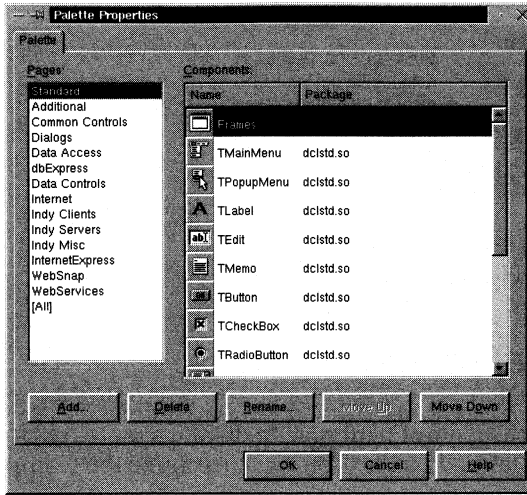 Palette Properties
Palette
Pages:
Standard
Additional
Common Controls
Dialogs
Data Access
dbExpress
Data Controls
Internet
Indy Clients
Indy Servers
Indy Misc
InternetExpress
WebSnap
WebServices
[All]
Components:
Name Package
Frames
TMainMenu dclstd.so
TPopupMenu dclstd.so
A TLabel dclstd.so
abI TEdit dclstd.so
TMemo dclstd.so
OK TButton dclstd.so
TCheckBox dclstd.so
TRadioButton dclstd.so
Add... Delete Rename... Move Up Move Down
OK Cancel Help